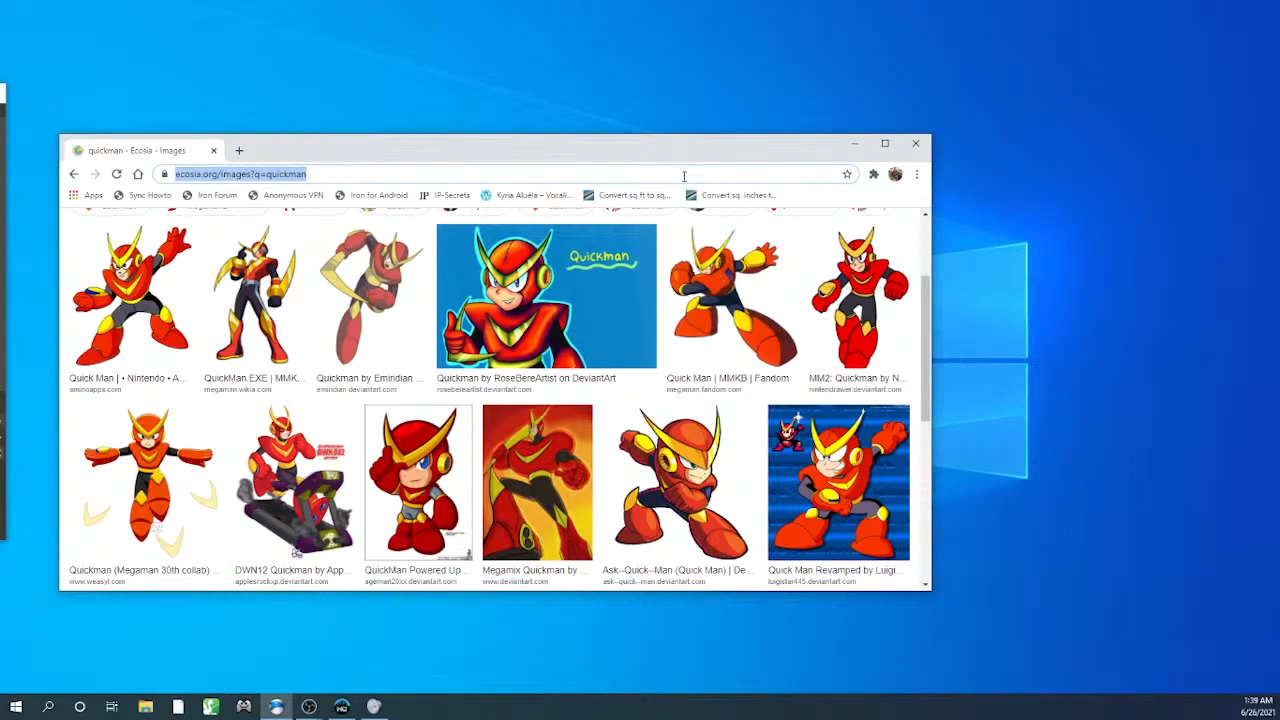 quickman - Ecosia - Images
ecosia.org/images?q=quickman
Apps Sync Howto Iron Forum Anonymous VPN Iron for Android IP IP-Secrets Kyria Aluela – Vocali... Convert sq ft to sq... Convert sq. inches t...
Quickman
Quick Man | • Nintendo • A... QuickMan.EXE | MMK... Quickman by Emiridian ... Quickman by RoseBereArtist on DeviantArt Quick Man | MMKB | Fandom MM2: Quickman by N...
aminoapps.com megaman.wikia.com emiridian.deviantart.com rosebereartist.deviantart.com megaman.fandom.com nintendrawer.deviantart.com
Quickman (Megaman 30th collab) ... DWN12 Quickman by App... QuickMan Powered Up ... Megamix Quickman by ... Ask--Quick--Man (Quick Man) | De... Quick Man Revamped by Luigi...
www.weasyl.com applesrockxp.deviantart.com ageman20xx.deviantart.com www.deviantart.com ask--quick--man.deviantart.com luigistar445.deviantart.com
1:39 AM
6/26/2021